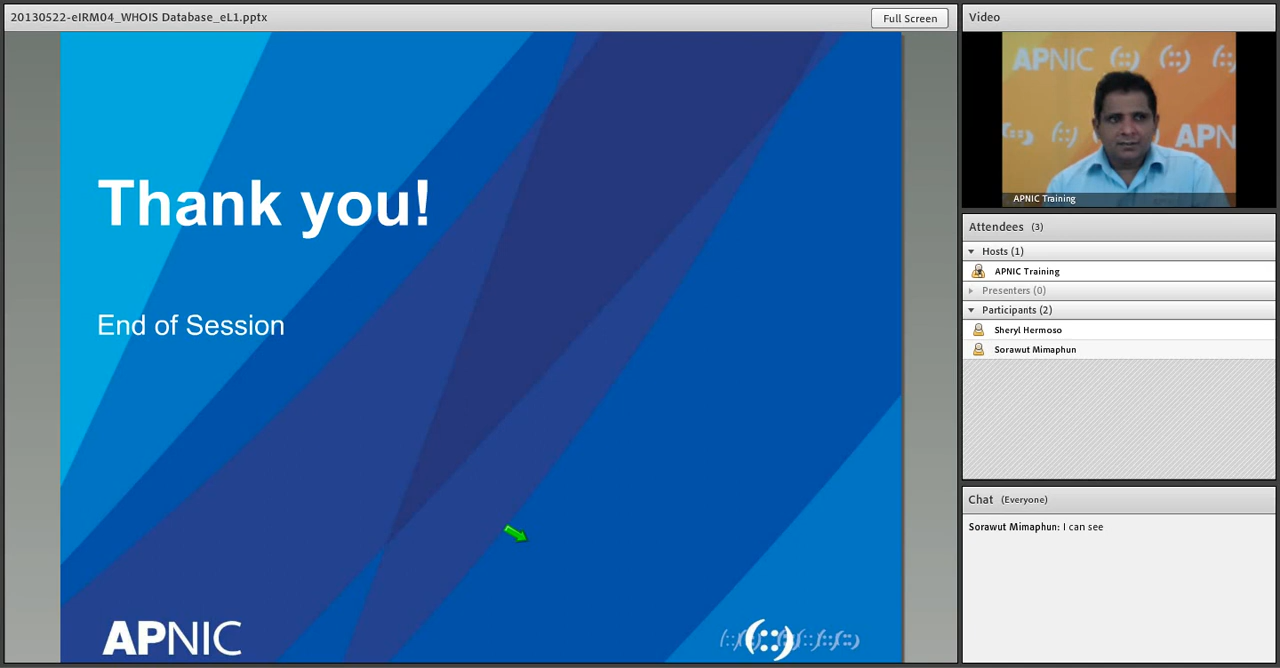 20130522-eIRM04_WHOIS Database_eL1.pptx
Full Screen
Thank you!
End of Session
APNIC
(::)
Video
APNIC (::) (::)
(::) APN
APNIC Training
Attendees (3)
Hosts (1)
APNIC Training
Presenters (0)
Participants (2)
Sheryl Hermoso
Sorawut Mimaphun
Chat (Everyone)
Sorawut Mimaphun: I can see